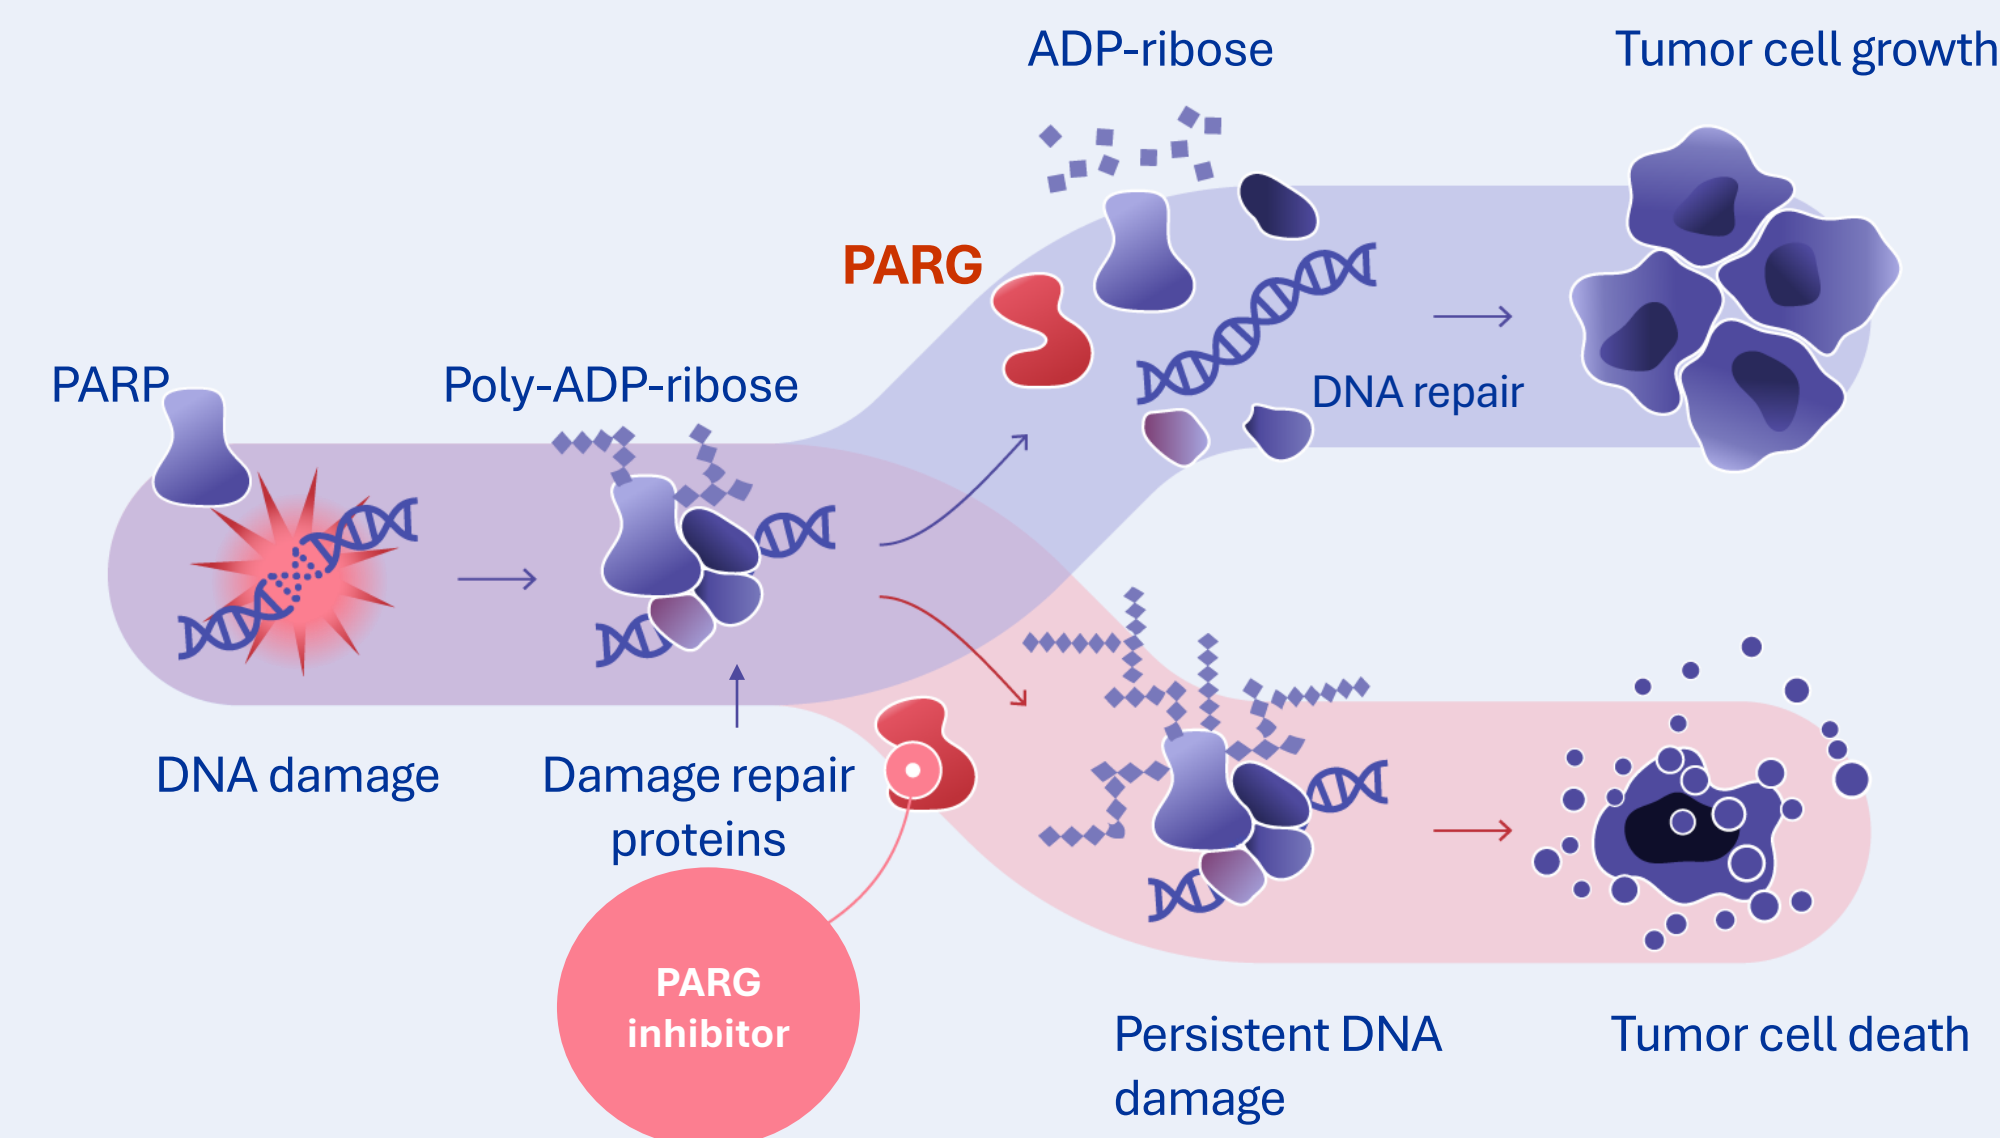 ADP-ribose
Tumor cell growth
PARG
PARP
Poly-ADP-ribose
DNA repair
DNA damage
Damage repair
proteins
PARG
inhibitor
Persistent DNA
damage
Tumor cell death